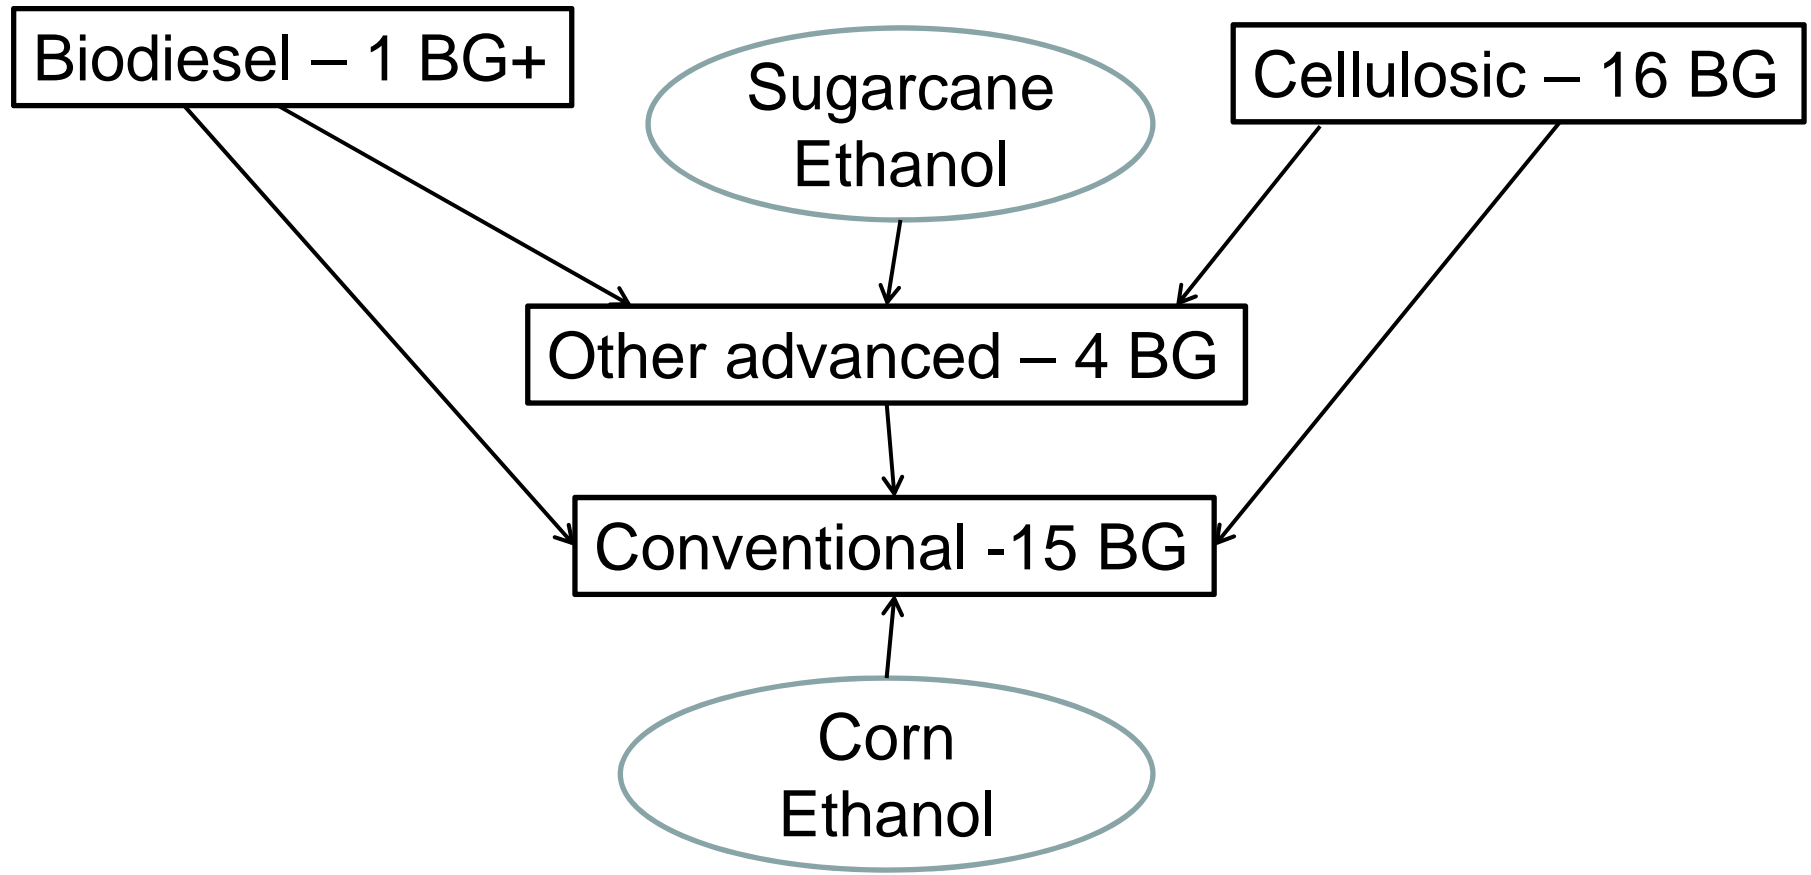 Biodiesel – 1 BG+
Sugarcane
Ethanol
Cellulosic – 16 BG
Other advanced – 4 BG
Conventional -15 BG
Corn
Ethanol